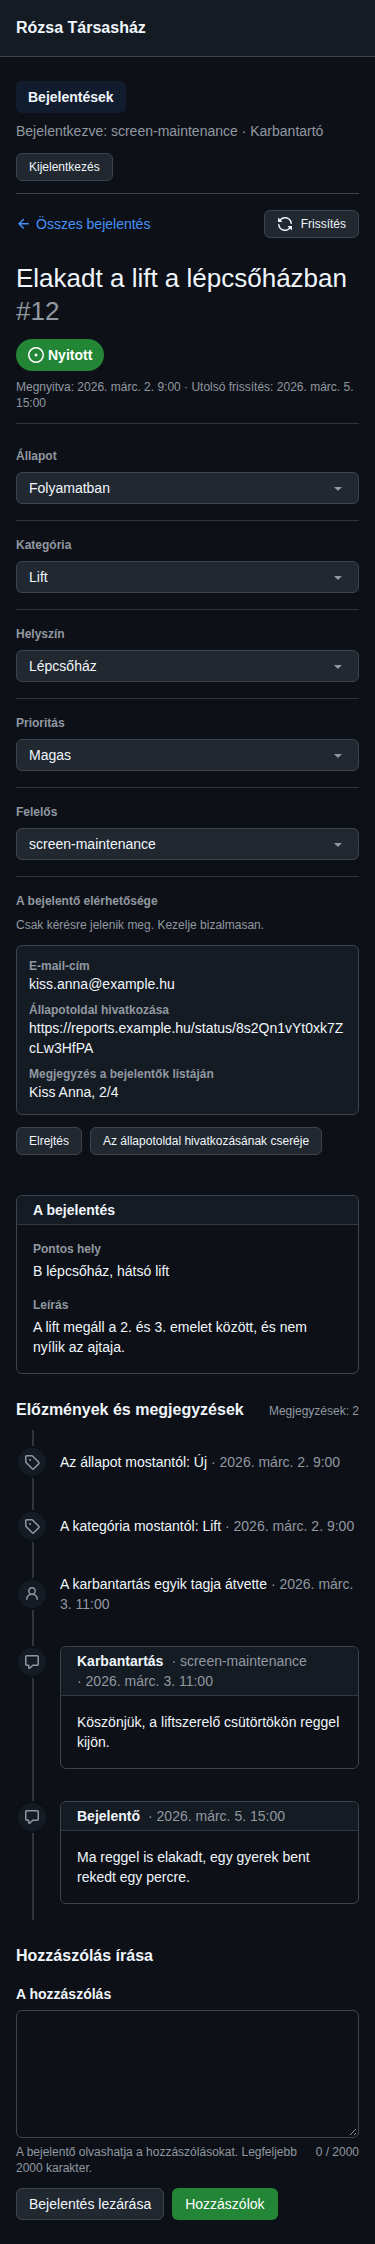 Rózsa Társasház
Bejelentések
Bejelentkezve: screen-maintenance · Karbantartó
Kijelentkezés
Összes bejelentés
Frissítés
Elakadt a lift a lépcsőházban
#12
Nyitott
Megnyitva: 2026. márc. 2. 9:00 · Utolsó frissítés: 2026. márc. 5.
15:00
Állapot
Folyamatban
Kategória
Lift
Helyszín
Lépcsőház
Prioritás
Magas
Felelős
screen-maintenance
A bejelentő elérhetősége
Csak kérésre jelenik meg. Kezelje bizalmasan.
E-mail-cím
kiss.anna@example.hu
Állapotoldal hivatkozása
https://reports.example.hu/status/8s2Qn1vYt0xk7Z
cLw3HfPA
Megjegyzés a bejelentők listáján
Kiss Anna, 2/4
Elrejtés
Az állapotoldal hivatkozásának cseréje
A bejelentés
Pontos hely
B lépcsőház, hátsó lift
Leírás
A lift megáll a 2. és 3. emelet között, és nem
nyílik az ajtaja.
Előzmények és megjegyzések
Megjegyzések: 2
Az állapot mostantól: Új · 2026. márc. 2. 9:00
A kategória mostantól: Lift · 2026. márc. 2. 9:00
A karbantartás egyik tagja átvette · 2026. márc.
3. 11:00
Karbantartás · screen-maintenance
· 2026. márc. 3. 11:00
Köszönjük, a liftszerelő csütörtökön reggel
kijön.
Bejelentő · 2026. márc. 5. 15:00
Ma reggel is elakadt, egy gyerek bent
rekedt egy percre.
Hozzászólás írása
A hozzászólás
A bejelentő olvashatja a hozzászólásokat. Legfeljebb
2000 karakter.
0 / 2000
Bejelentés lezárása
Hozzászólok